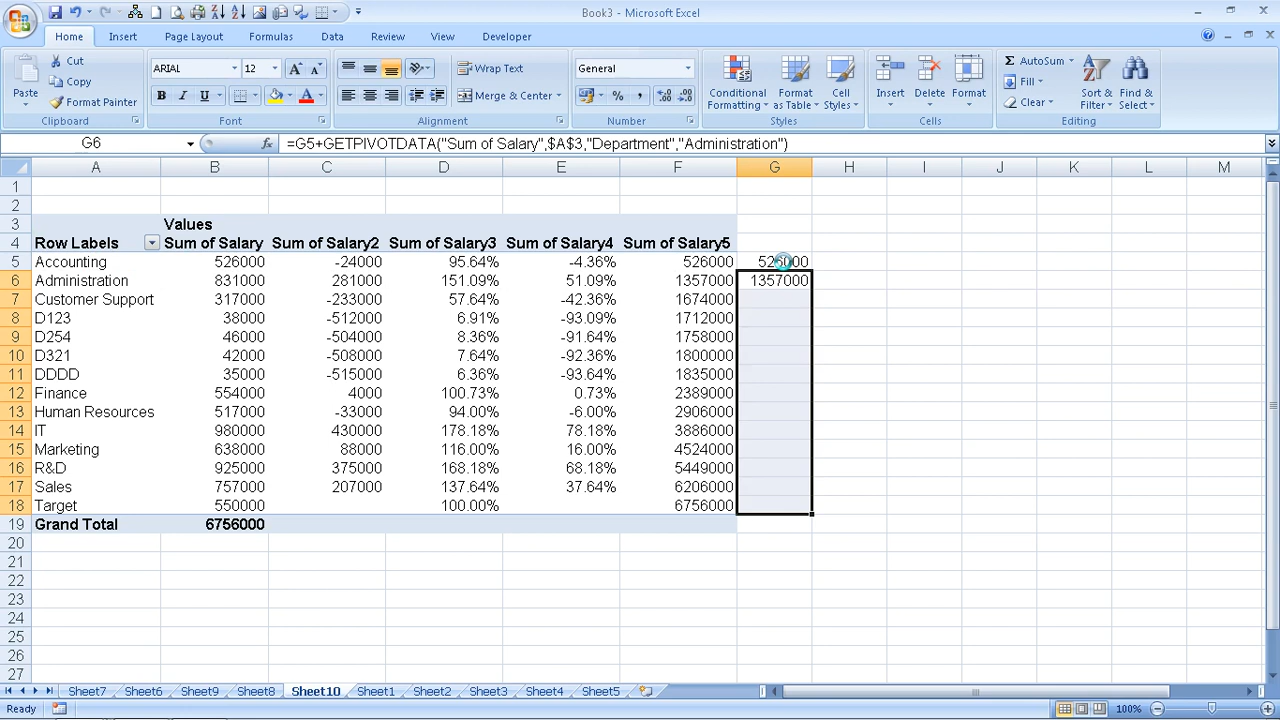 Book3 - Microsoft Excel
Home Insert Page Layout Formulas Data Review View Developer
Paste Cut Copy Format Painter Clipboard
ARIAL 12 B I U A Font
Wrap Text Merge & Center Alignment
General % , Number
Conditional Formatting Format as Table Cell Styles Styles
Insert Delete Format Cells
AutoSum Fill Clear Sort & Filter Find & Select Editing
G6 fx =G5+GETPIVOTDATA("Sum of Salary",$A$3,"Department","Administration")
A B C D E F G H I J K L M
1
2
3 Values
4 Row Labels Sum of Salary Sum of Salary2 Sum of Salary3 Sum of Salary4 Sum of Salary5
5 Accounting 526000 -24000 95.64% -4.36% 526000 526000
6 Administration 831000 281000 151.09% 51.09% 1357000 1357000
7 Customer Support 317000 -233000 57.64% -42.36% 1674000
8 D123 38000 -512000 6.91% -93.09% 1712000
9 D254 46000 -504000 8.36% -91.64% 1758000
10 D321 42000 -508000 7.64% -92.36% 1800000
11 DDDD 35000 -515000 6.36% -93.64% 1835000
12 Finance 554000 4000 100.73% 0.73% 2389000
13 Human Resources 517000 -33000 94.00% -6.00% 2906000
14 IT 980000 430000 178.18% 78.18% 3886000
15 Marketing 638000 88000 116.00% 16.00% 4524000
16 R&D 925000 375000 168.18% 68.18% 5449000
17 Sales 757000 207000 137.64% 37.64% 6206000
18 Target 550000 100.00% 6756000
19 Grand Total 6756000
20
21
22
23
24
25
26
27
Sheet7 Sheet6 Sheet9 Sheet8 Sheet10 Sheet1 Sheet2 Sheet3 Sheet4 Sheet5
Ready 100%